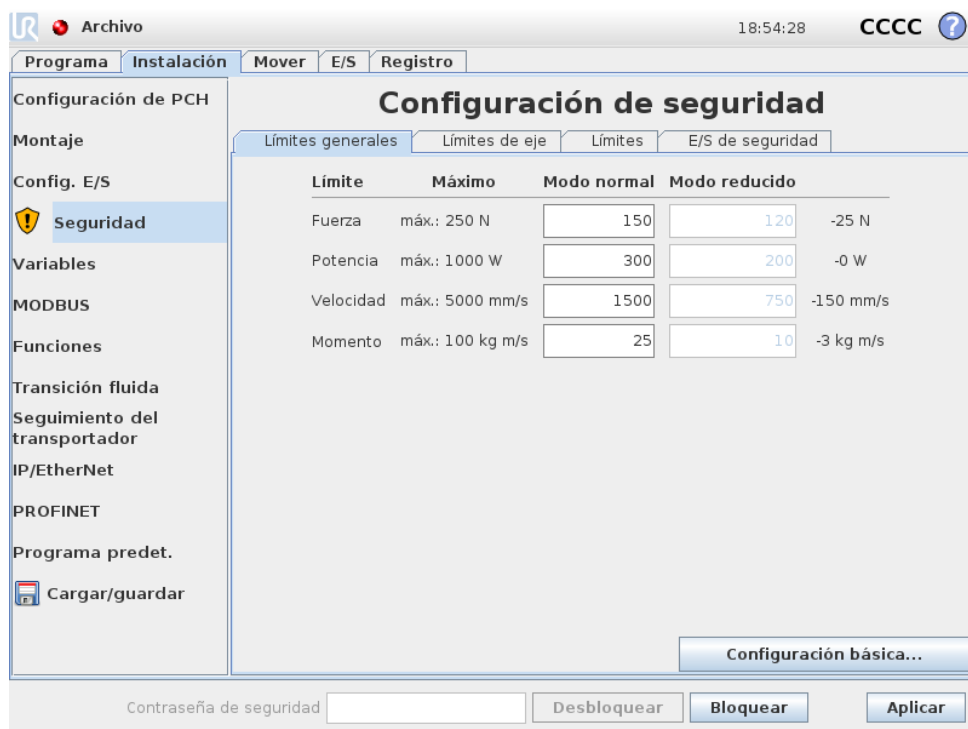 UR Archivo 18:54:28 CCCC ?
Programa Instalación Mover E/S Registro
Configuración de PCH
Montaje
Config. E/S
Seguridad
Variables
MODBUS
Funciones
Transición fluida
Seguimiento del
transportador
IP/EtherNet
PROFINET
Programa predet.
Cargar/guardar
Configuración de seguridad
Límites generales Límites de eje Límites E/S de seguridad
Límite Máximo Modo normal Modo reducido
Fuerza máx.: 250 N 150 120 -25 N
Potencia máx.: 1000 W 300 200 -0 W
Velocidad máx.: 5000 mm/s 1500 750 -150 mm/s
Momento máx.: 100 kg m/s 25 10 -3 kg m/s
Configuración básica...
Contraseña de seguridad Desbloquear Bloquear Aplicar